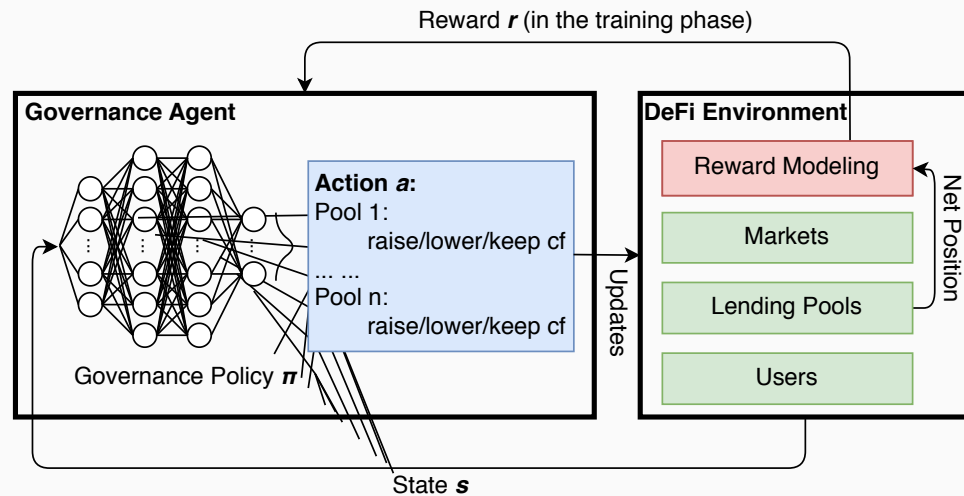 Reward r (in the training phase)
Governance Agent
Action a:
Pool 1:
raise/lower/keep cf
... ...
Pool n:
raise/lower/keep cf
Governance Policy π
Updates
DeFi Environment
Reward Modeling
Markets
Lending Pools
Users
Net Position
State s